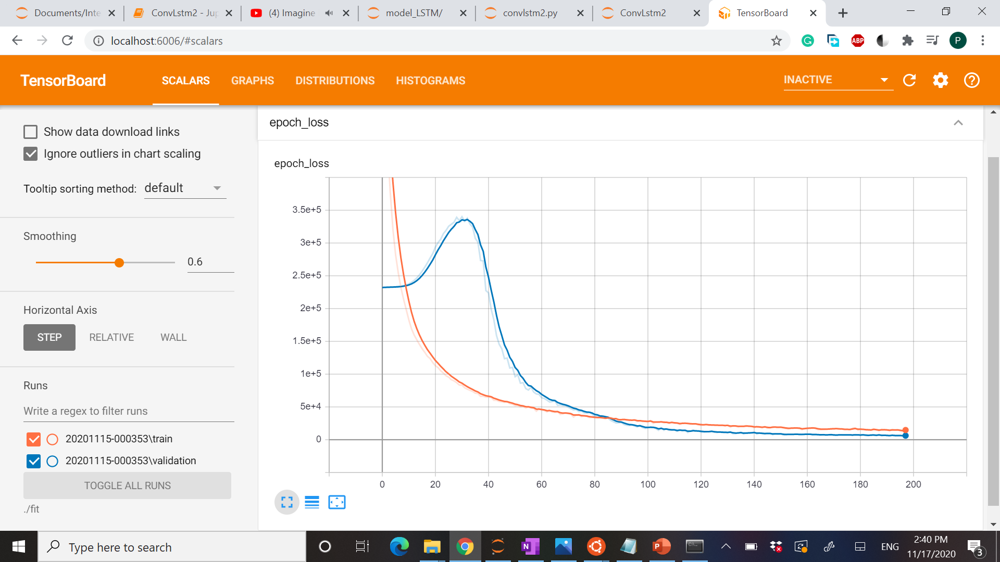 Documents/Inte
ConvLstm2 - Jup
(4) Imagine
model_LSTM/
convlstm2.py
ConvLstm2
TensorBoard
localhost:6006/#scalars
ABP
P
TensorBoard
SCALARS
GRAPHS
DISTRIBUTIONS
HISTOGRAMS
INACTIVE
Show data download links
Ignore outliers in chart scaling
Tooltip sorting method: default
Smoothing
0.6
Horizontal Axis
STEP RELATIVE WALL
Runs
Write a regex to filter runs
20201115-000353\train
20201115-000353\validation
TOGGLE ALL RUNS
./fit
epoch_loss
epoch_loss
3.5e+5
3e+5
2.5e+5
2e+5
1.5e+5
1e+5
5e+4
0
0 20 40 60 80 100 120 140 160 180 200
Type here to search
N
P
ENG
2:40 PM
11/17/2020
3